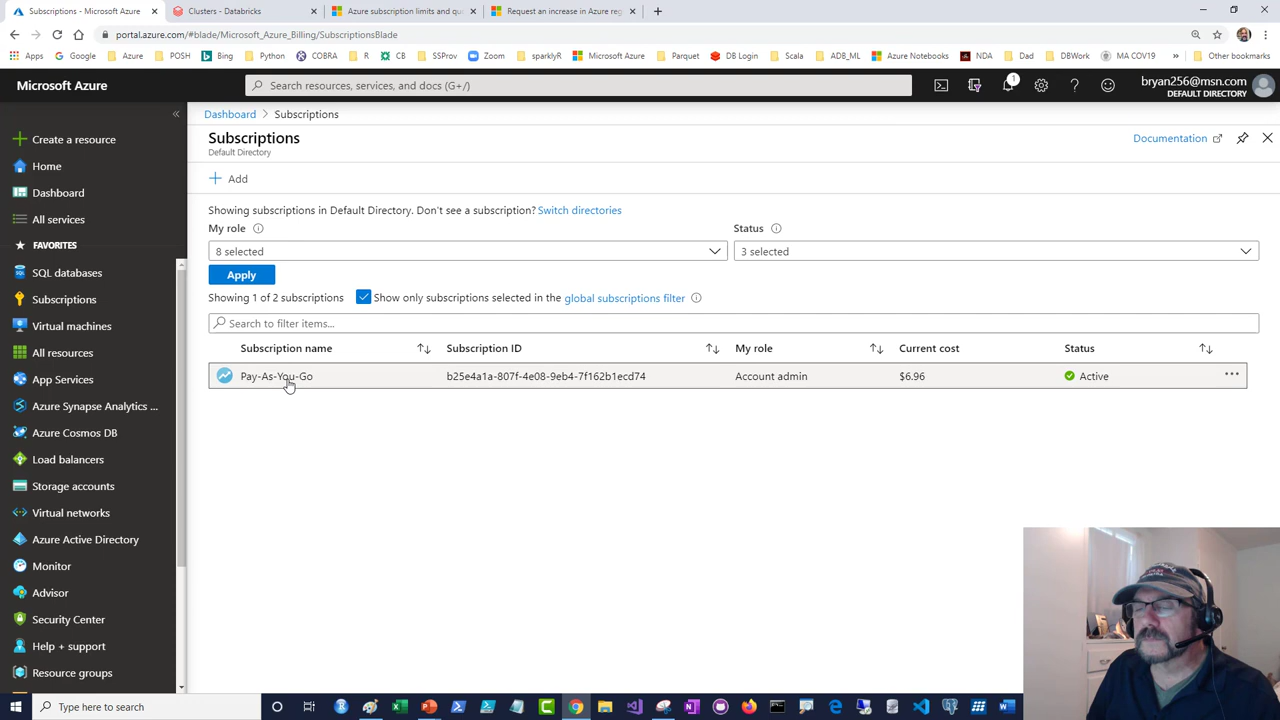 Subscriptions - Microsoft Azure
Clusters - Databricks
Azure subscription limits and qu
Request an increase in Azure reg
portal.azure.com/#blade/Microsoft_Azure_Billing/SubscriptionsBlade
Apps Google Azure POSH Bing Python COBRA CB SSProv Zoom sparklyR Microsoft Azure Parquet DB Login Scala ADB_ML Azure Notebooks NDA Dad DBWork MA COV19 » Other bookmarks
Microsoft Azure
Search resources, services, and docs (G+/)
1
bryan256@msn.com
DEFAULT DIRECTORY
«
Create a resource
Home
Dashboard
All services
FAVORITES
SQL databases
Subscriptions
Virtual machines
All resources
App Services
Azure Synapse Analytics ...
Azure Cosmos DB
Load balancers
Storage accounts
Virtual networks
Azure Active Directory
Monitor
Advisor
Security Center
Help + support
Resource groups
Dashboard > Subscriptions
Subscriptions
Default Directory
Documentation
+ Add
Showing subscriptions in Default Directory. Don't see a subscription? Switch directories
My role
Status
8 selected
3 selected
Apply
Showing 1 of 2 subscriptions Show only subscriptions selected in the global subscriptions filter
Search to filter items...
Subscription name Subscription ID My role Current cost Status
Pay-As-You-Go b25e4a1a-807f-4e08-9eb4-7f162b1ecd74 Account admin $6.96 Active ...
Type here to search